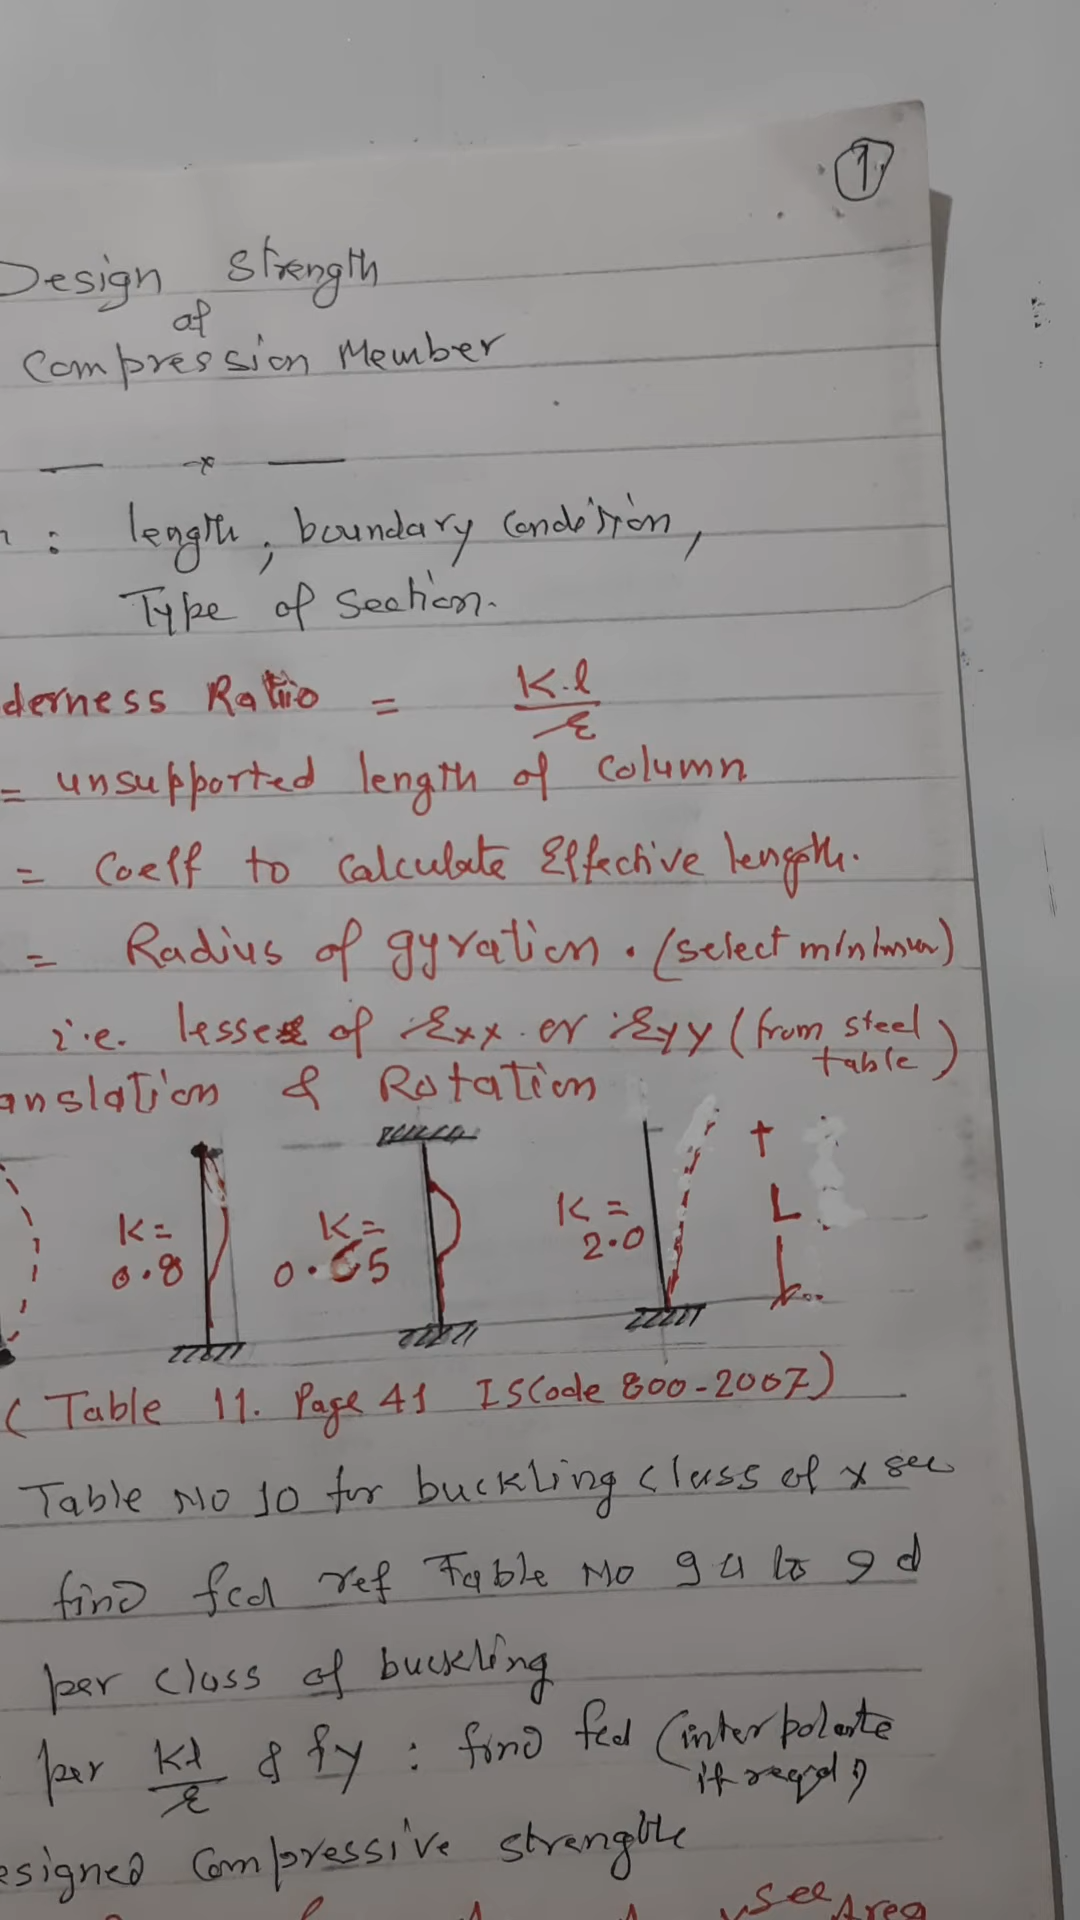 1
Design Strength
of
Compression Member
x
: length, boundary Condition,
Type of Section.
derness Ratio = K.l / r
= unsupported length of Column
= Coeff to Calculate Effective length.
= Radius of gyration. (select minimum)
i.e. lesser of rxx or ryy (from steel
table)
anslation & Rotation
K= 0.8
K= 0.65
K= 2.0
(Table 11. Page 41 IS Code 800-2007)
Table No 10 for buckling class of x sec
find fcd ref Table No 9a to 9d
per class of buckling
per Kl/r & fy : find fcd (interpolate
if reqd)
esigned Compressive strength
Area